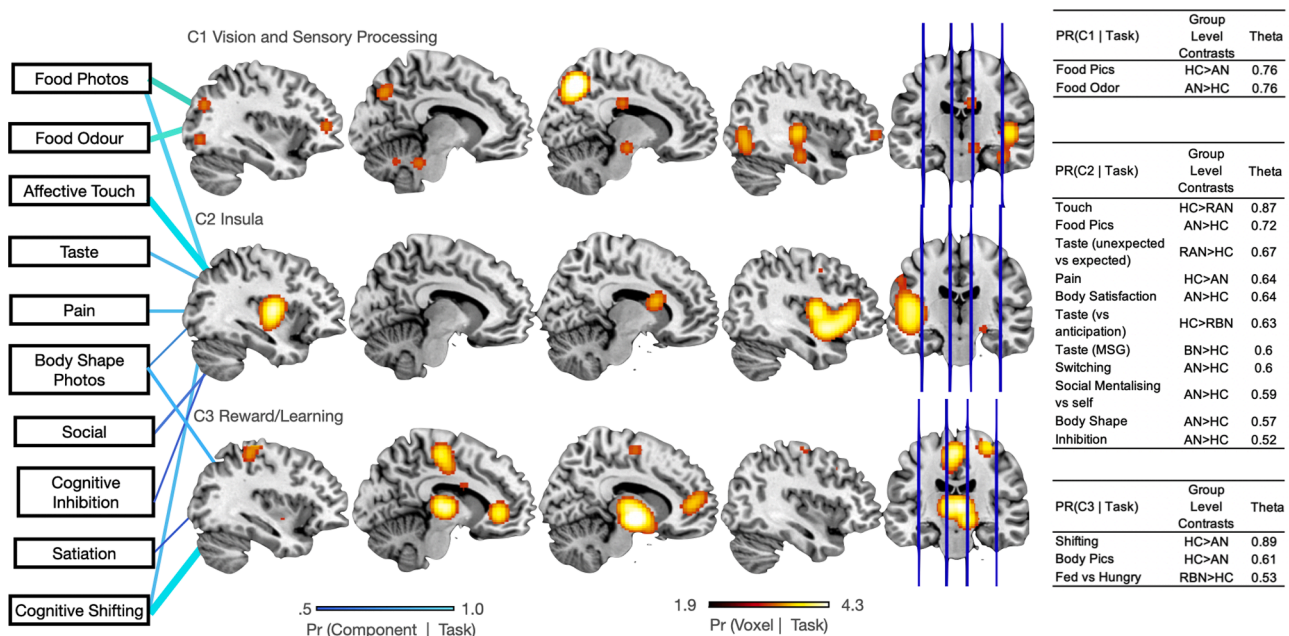 C1 Vision and Sensory Processing
Food Photos
Food Odour
Affective Touch
C2 Insula
Taste
Pain
Body Shape
Photos
Social
C3 Reward/Learning
Cognitive
Inhibition
Satiation
Cognitive Shifting
.5 1.0
Pr (Component | Task)
1.9 4.3
Pr (Voxel | Task)
PR(C1 | Task) Group Level Contrasts Theta
Food Pics HC>AN 0.76
Food Odor AN>HC 0.76
PR(C2 | Task) Group Level Contrasts Theta
Touch HC>RAN 0.87
Food Pics AN>HC 0.72
Taste (unexpected vs expected) RAN>HC 0.67
Pain HC>AN 0.64
Body Satisfaction AN>HC 0.64
Taste (vs anticipation) HC>RBN 0.63
Taste (MSG) BN>HC 0.6
Switching AN>HC 0.6
Social Mentalising vs self AN>HC 0.59
Body Shape AN>HC 0.57
Inhibition AN>HC 0.52
PR(C3 | Task) Group Level Contrasts Theta
Shifting HC>AN 0.89
Body Pics HC>AN 0.61
Fed vs Hungry RBN>HC 0.53